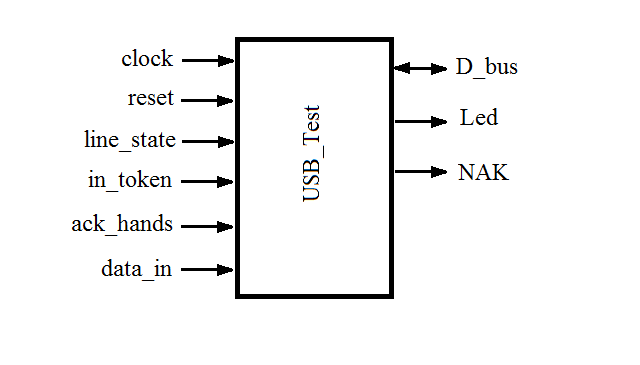 clock
reset
line_state
in_token
ack_hands
data_in
USB_Test
D_bus
Led
NAK